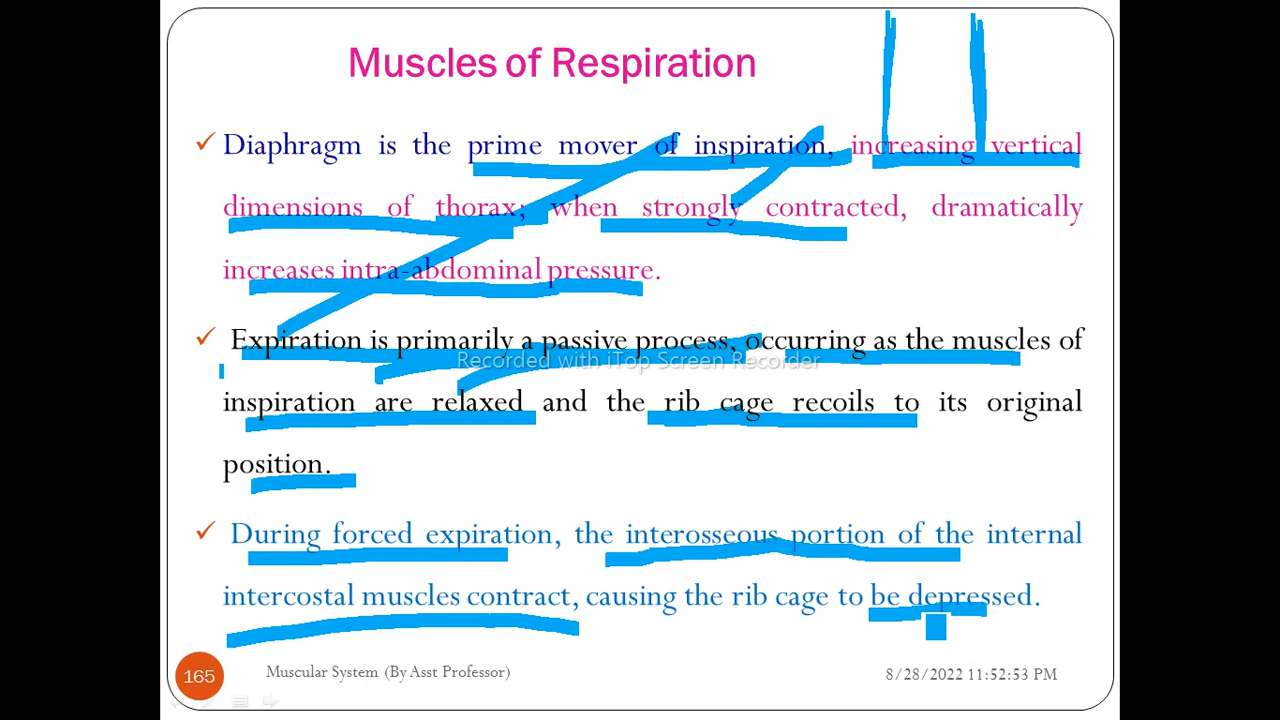 Muscles of Respiration
✓ Diaphragm is the prime mover of inspiration, increasing vertical
dimensions of thorax; when strongly contracted, dramatically
increases intra-abdominal pressure.
✓ Expiration is primarily a passive process, occurring as the muscles of
Recorded with iTop Screen Recorder
inspiration are relaxed and the rib cage recoils to its original
position.
✓ During forced expiration, the interosseous portion of the internal
intercostal muscles contract, causing the rib cage to be depressed.
165
Muscular System (By Asst Professor)
8/28/2022 11:52:53 PM